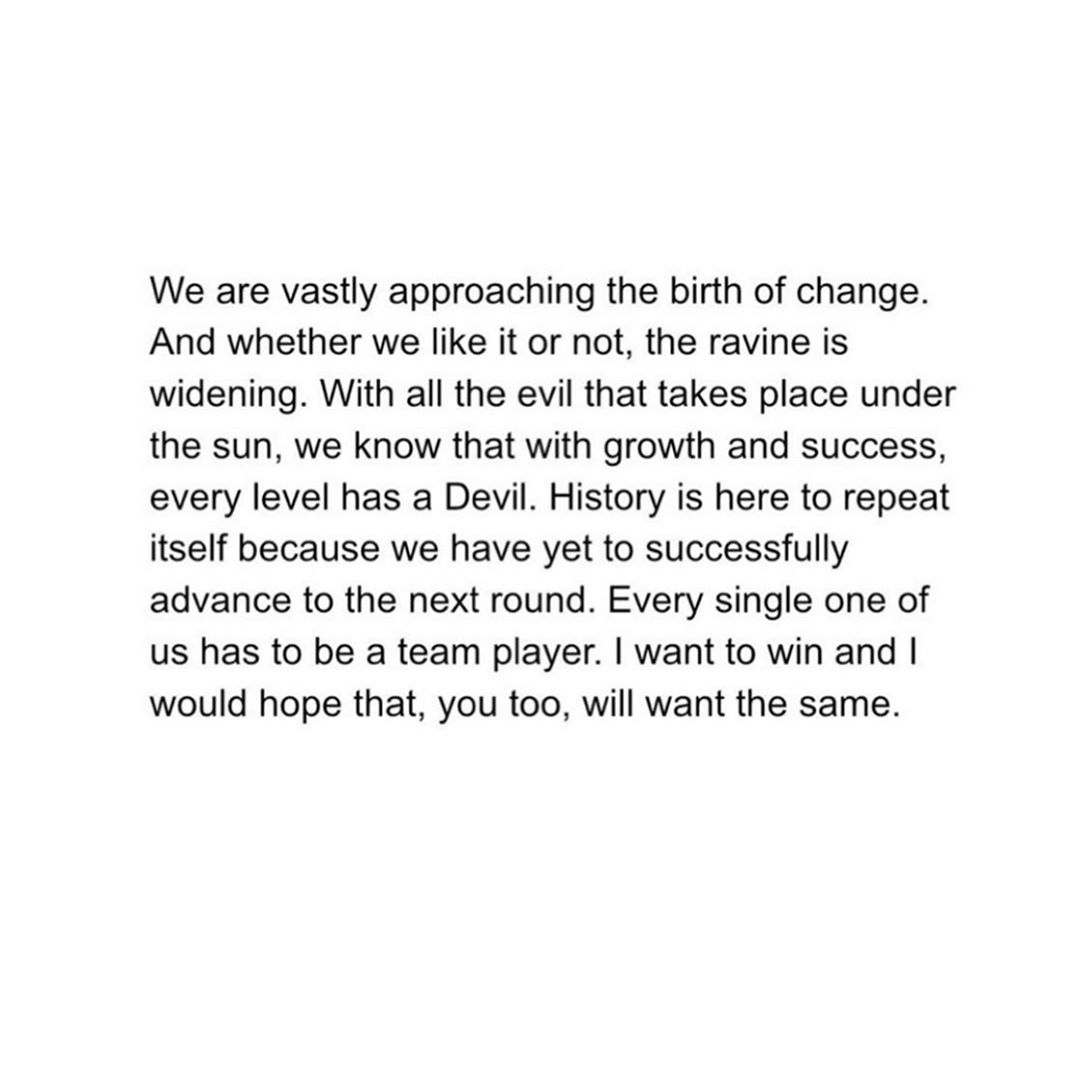 We are vastly approaching the birth of change.
And whether we like it or not, the ravine is
widening. With all the evil that takes place under
the sun, we know that with growth and success,
every level has a Devil. History is here to repeat
itself because we have yet to successfully
advance to the next round. Every single one of
us has to be a team player. I want to win and I
would hope that, you too, will want the same.